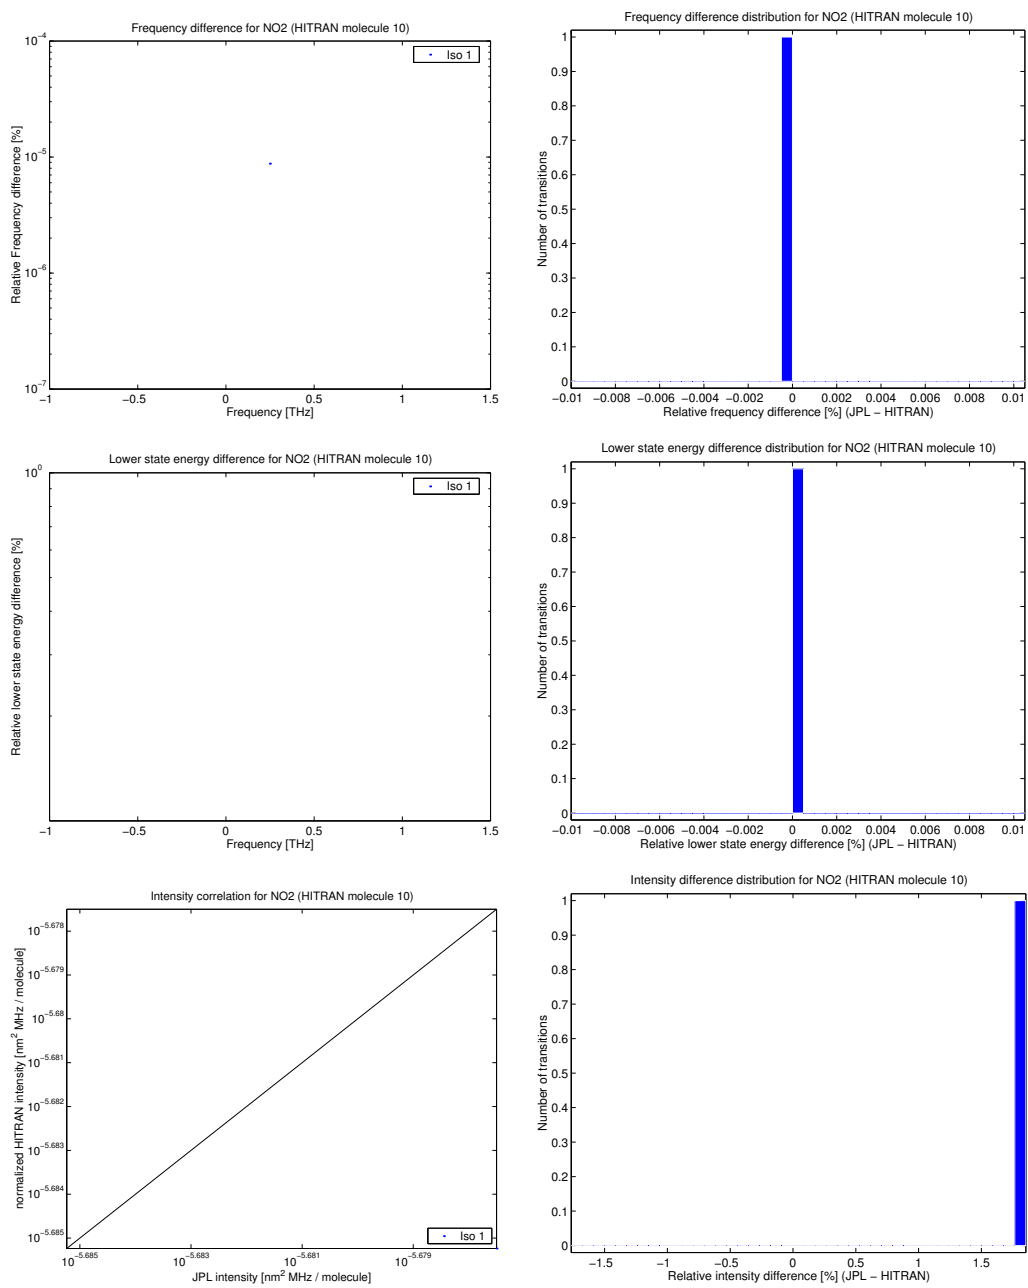 Frequency difference for NO2 (HITRAN molecule 10)
Iso 1
10^−4
10^−5
10^−6
10^−7
Relative Frequency difference [%]
−1 −0.5 0 0.5 1 1.5
Frequency [THz]
Frequency difference distribution for NO2 (HITRAN molecule 10)
1
0.9
0.8
0.7
0.6
0.5
0.4
0.3
0.2
0.1
0
Number of transitions
−0.01 −0.008 −0.006 −0.004 −0.002 0 0.002 0.004 0.006 0.008 0.01
Relative frequency difference [%] (JPL − HITRAN)
Lower state energy difference for NO2 (HITRAN molecule 10)
Iso 1
10^0
Relative lower state energy difference [%]
−1 −0.5 0 0.5 1 1.5
Frequency [THz]
Lower state energy difference distribution for NO2 (HITRAN molecule 10)
1
0.9
0.8
0.7
0.6
0.5
0.4
0.3
0.2
0.1
0
Number of transitions
−0.01 −0.008 −0.006 −0.004 −0.002 0 0.002 0.004 0.006 0.008 0.01
Relative lower state energy difference [%] (JPL − HITRAN)
Intensity correlation for NO2 (HITRAN molecule 10)
10^−5.678
10^−5.679
10^−5.68
10^−5.681
10^−5.682
10^−5.683
10^−5.684
10^−5.685
normalized HITRAN intensity [nm^2 MHz / molecule]
Iso 1
10^−5.685 10^−5.683 10^−5.681 10^−5.679
JPL intensity [nm^2 MHz / molecule]
Intensity difference distribution for NO2 (HITRAN molecule 10)
1
0.9
0.8
0.7
0.6
0.5
0.4
0.3
0.2
0.1
0
Number of transitions
−1.5 −1 −0.5 0 0.5 1 1.5
Relative intensity difference [%] (JPL − HITRAN)